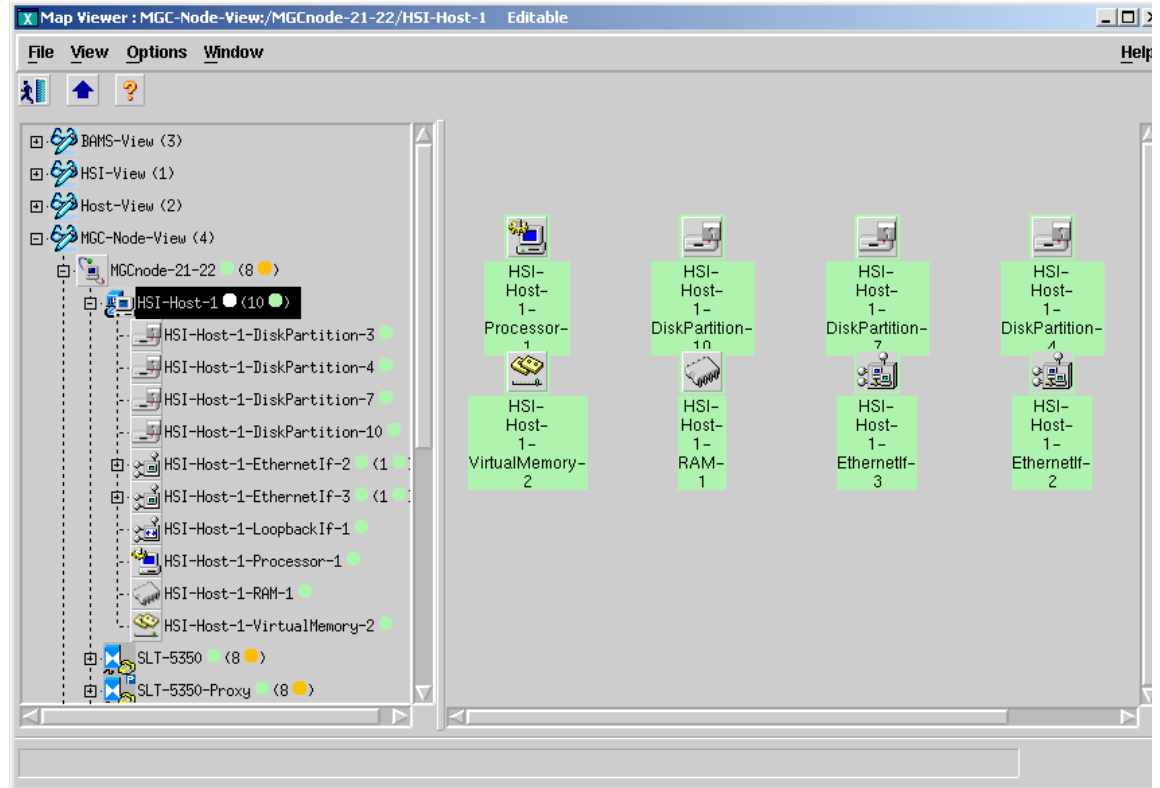 Map Viewer : MGC-Node-View:/MGCnode-21-22/HSI-Host-1 Editable
File View Options Window Help
BAMS-View (3)
HSI-View (1)
Host-View (2)
MGC-Node-View (4)
MGCnode-21-22 (8 )
HSI-Host-1 (10 )
HSI-Host-1-DiskPartition-3
HSI-Host-1-DiskPartition-4
HSI-Host-1-DiskPartition-7
HSI-Host-1-DiskPartition-10
HSI-Host-1-EthernetIf-2 (1
HSI-Host-1-EthernetIf-3 (1
HSI-Host-1-LoopbackIf-1
HSI-Host-1-Processor-1
HSI-Host-1-RAM-1
HSI-Host-1-VirtualMemory-2
SLT-5350 (8 )
P
SLT-5350-Proxy (8 )
HSI-
Host-
1-
Processor-
1
HSI-
Host-
1-
DiskPartition-
10
HSI-
Host-
1-
DiskPartition-
7
HSI-
Host-
1-
DiskPartition-
4
HSI-
Host-
1-
VirtualMemory-
2
HSI-
Host-
1-
RAM-
1
HSI-
Host-
1-
EthernetIf-
3
HSI-
Host-
1-
EthernetIf-
2